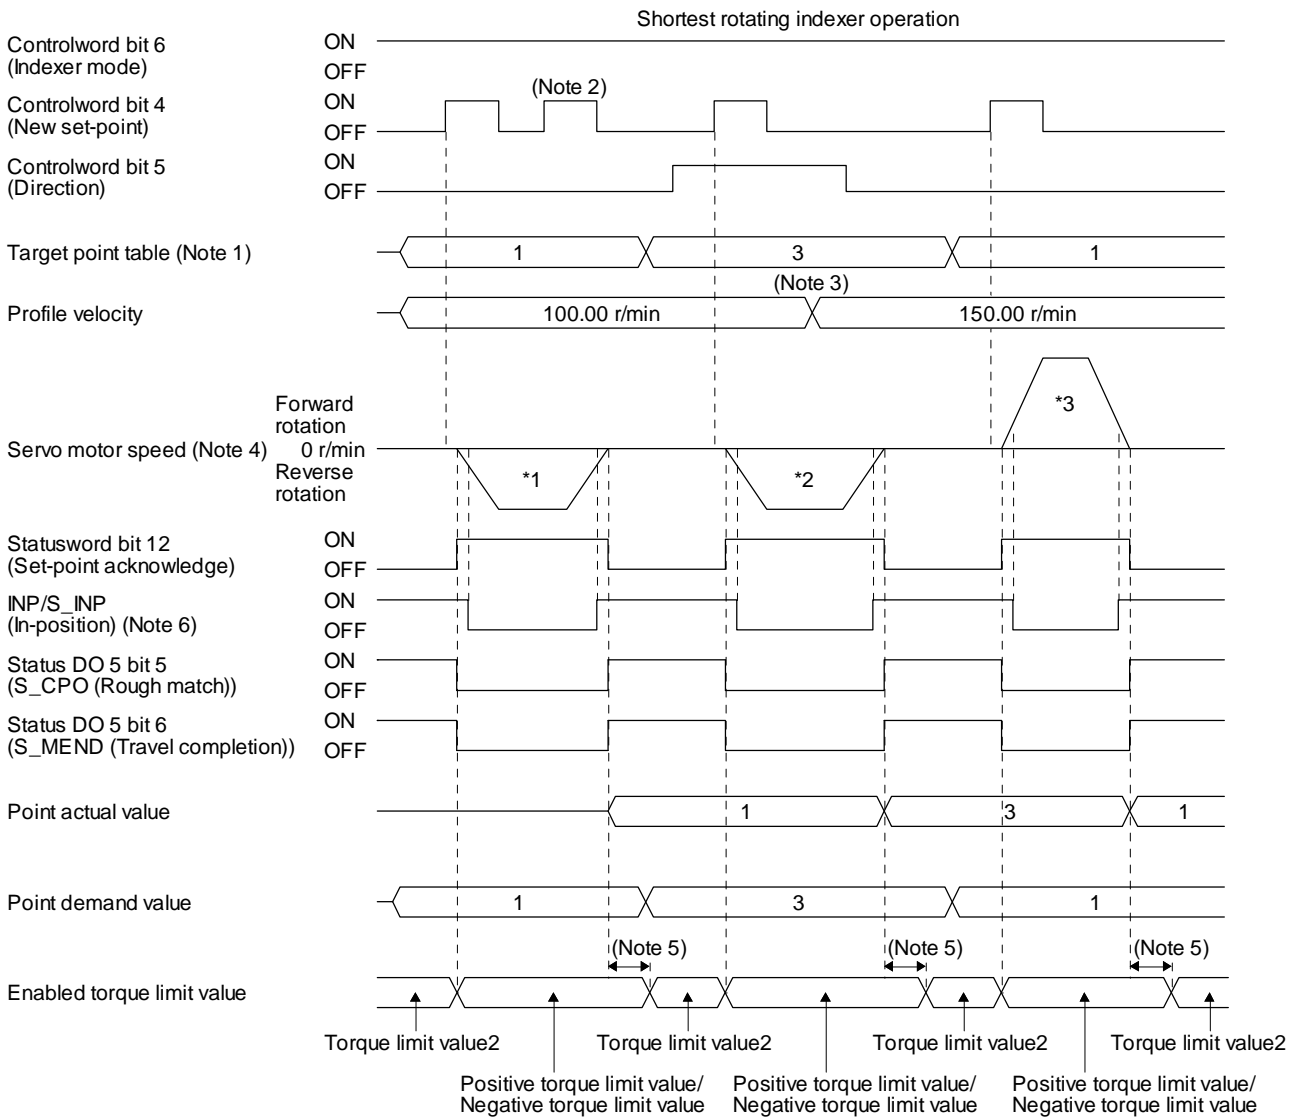 Shortest rotating indexer operation
Controlword bit 6
(Indexer mode)
ON
OFF
Controlword bit 4
(New set-point)
ON
OFF
(Note 2)
Controlword bit 5
(Direction)
ON
OFF
Target point table (Note 1)
1
3
1
Profile velocity
100.00 r/min
(Note 3)
150.00 r/min
Servo motor speed (Note 4)
Forward
rotation
0 r/min
Reverse
rotation
*1
*2
*3
Statusword bit 12
(Set-point acknowledge)
ON
OFF
INP/S_INP
(In-position) (Note 6)
ON
OFF
Status DO 5 bit 5
(S_CPO (Rough match))
ON
OFF
Status DO 5 bit 6
(S_MEND (Travel completion))
ON
OFF
Point actual value
1
3
1
Point demand value
1
3
1
(Note 5)
(Note 5)
(Note 5)
Enabled torque limit value
Torque limit value2
Torque limit value2
Torque limit value2
Torque limit value2
Positive torque limit value/
Negative torque limit value
Positive torque limit value/
Negative torque limit value
Positive torque limit value/
Negative torque limit value